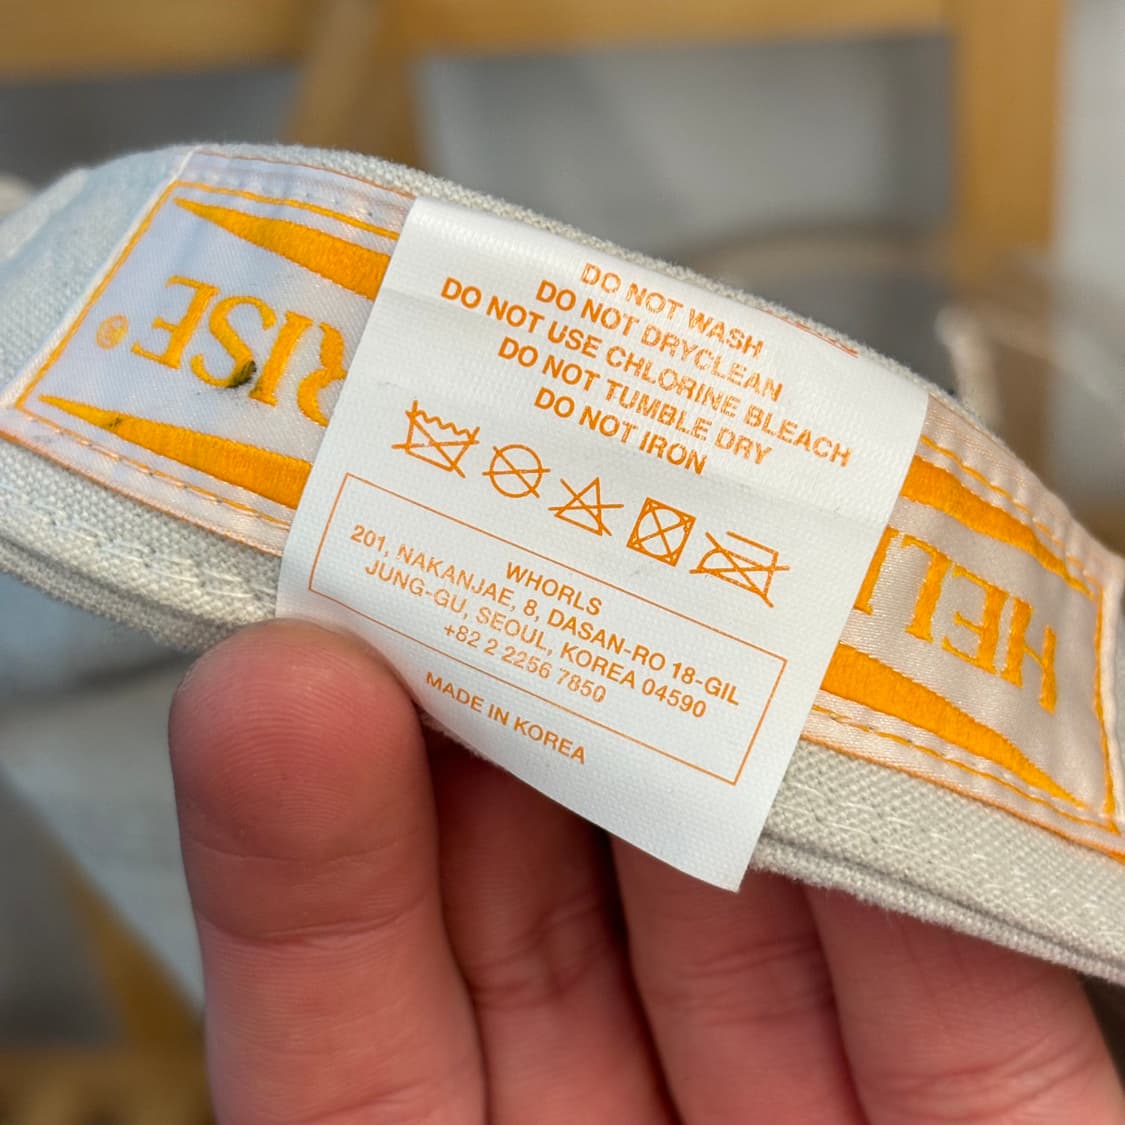 DO NOT WASH
DO NOT DRYCLEAN
DO NOT USE CHLORINE BLEACH
DO NOT TUMBLE DRY
DO NOT IRON
WHORLS
201, NAKANJAE, 8, DASAN-RO 18-GIL
JUNG-GU, SEOUL, KOREA 04590
+82 2 2256 7850
MADE IN KOREA
HELL
RISE®